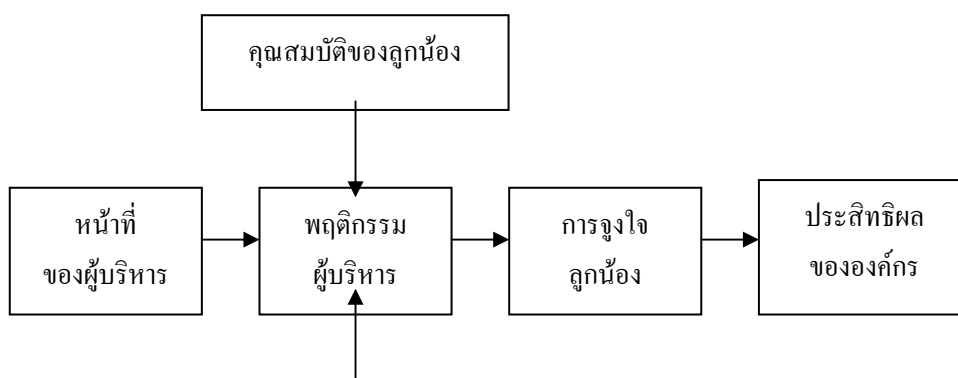 คุณสมบัติของลูกน้อง
หน้าที่
ของผู้บริหาร
พฤติกรรม
ผู้บริหาร
การจูงใจ
ลูกน้อง
ประสิทธิผล
ขององค์กร